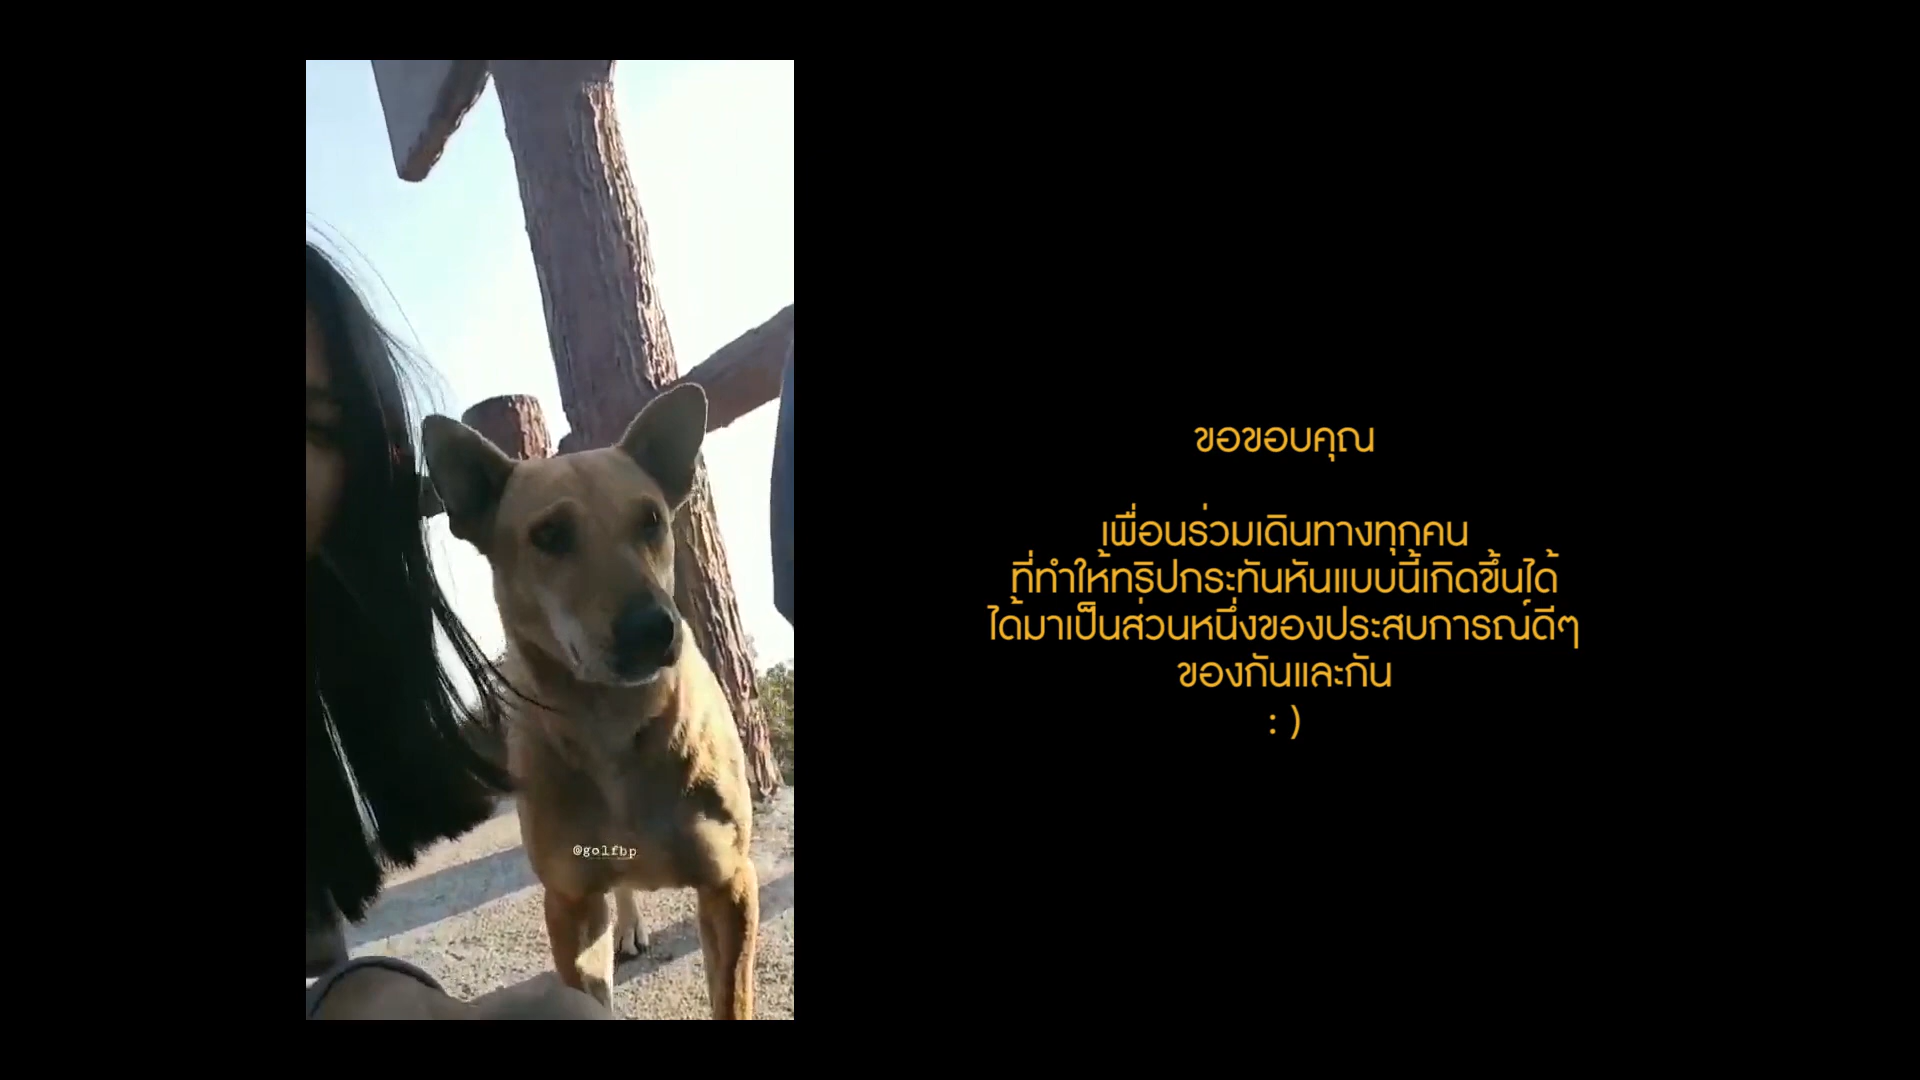 ขอขอบคุณ
เพื่อนร่วมเดินทางทุกคน
ที่ทำให้ทริปกระทันหันแบบนี้เกิดขึ้นได้
ได้มาเป็นส่วนหนึ่งของประสบการณ์ดีๆ
ของกันและกัน
: )
@golfbp